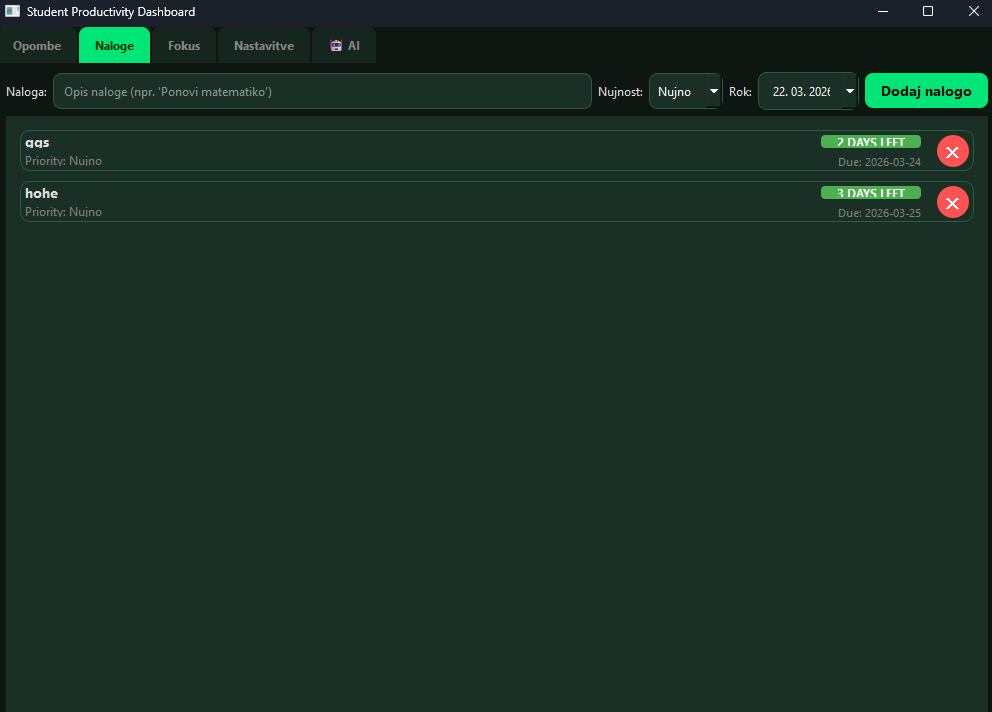 Student Productivity Dashboard
Opombe Naloge Fokus Nastavitve AI
Naloga: Opis naloge (npr. 'Ponovi matematiko') Nujnost: Nujno Rok: 22. 03. 2026 Dodaj nalogo
ggs 2 DAYS LEFT
Priority: Nujno Due: 2026-03-24
hohe 3 DAYS LEFT
Priority: Nujno Due: 2026-03-25